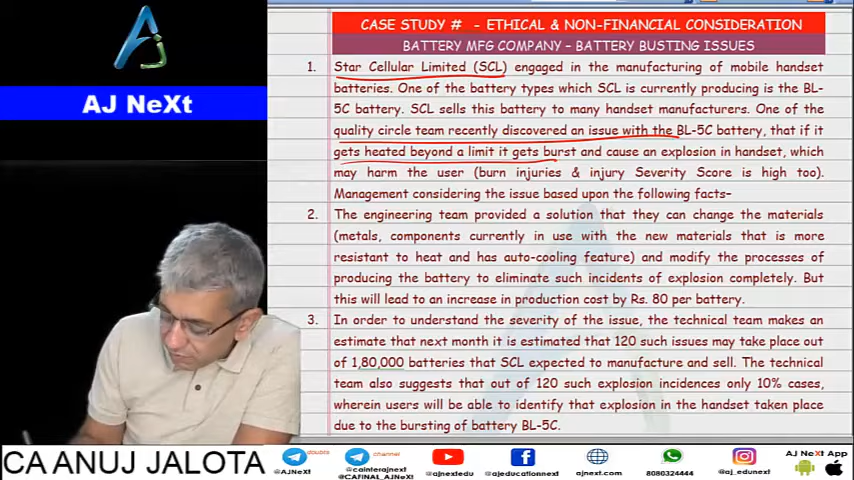 CASE STUDY # - ETHICAL & NON-FINANCIAL CONSIDERATION
BATTERY MFG COMPANY – BATTERY BUSTING ISSUES
AJ NeXt
1. Star Cellular Limited (SCL) engaged in the manufacturing of mobile handset
batteries. One of the battery types which SCL is currently producing is the BL-
5C battery. SCL sells this battery to many handset manufacturers. One of the
quality circle team recently discovered an issue with the BL-5C battery, that if it
gets heated beyond a limit it gets burst and cause an explosion in handset, which
may harm the user (burn injuries & injury Severity Score is high too).
Management considering the issue based upon the following facts–
2. The engineering team provided a solution that they can change the materials
(metals, components currently in use with the new materials that is more
resistant to heat and has auto-cooling feature) and modify the processes of
producing the battery to eliminate such incidents of explosion completely. But
this will lead to an increase in production cost by Rs. 80 per battery.
3. In order to understand the severity of the issue, the technical team makes an
estimate that next month it is estimated that 120 such issues may take place out
of 1,80,000 batteries that SCL expected to manufacture and sell. The technical
team also suggests that out of 120 such explosion incidences only 10% cases,
wherein users will be able to identify that explosion in the handset taken place
due to the bursting of battery BL-5C.
CA ANUJ JALOTA
doubts
@AJNeXt
channel
@cainterajnext
@CAFINAL_AJNeXt
@ajnextedu
@ajeducationnext
ajnext.com
8080324444
@aj_edunext
AJ NeXt App